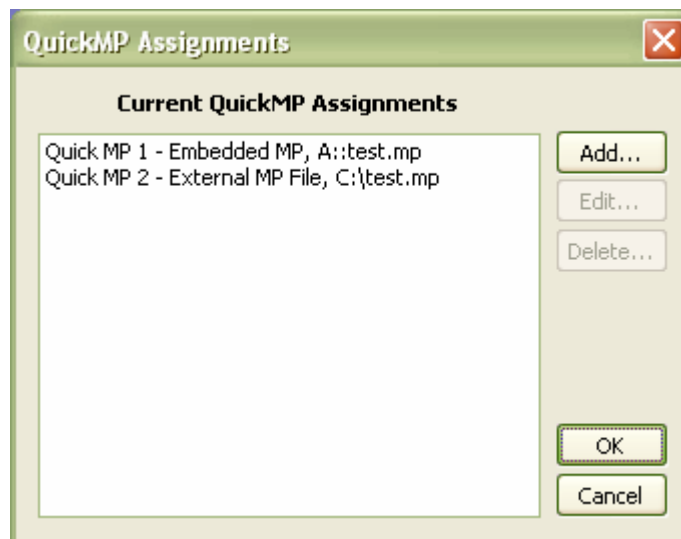 QuickMP Assignments
Current QuickMP Assignments
Quick MP 1 - Embedded MP, A::test.mp
Quick MP 2 - External MP File, C:\test.mp
Add...
Edit...
Delete...
OK
Cancel